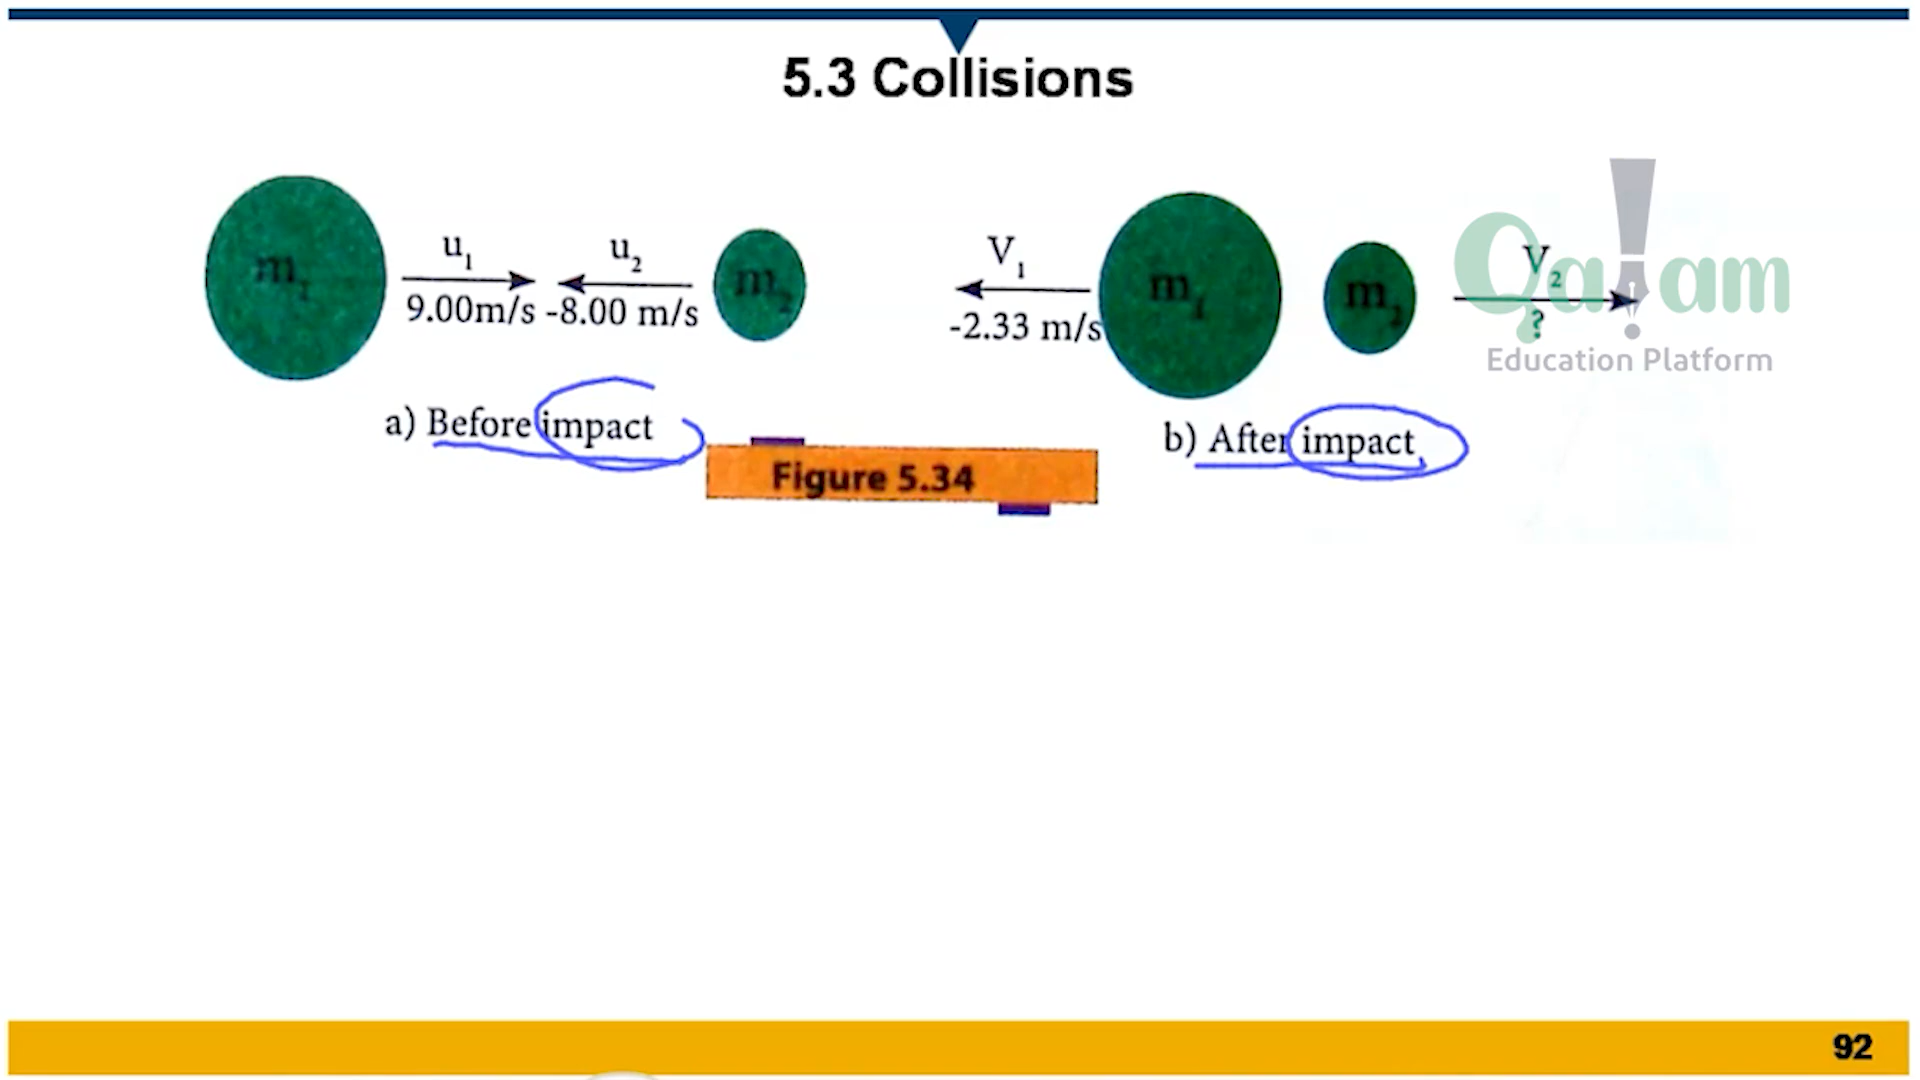 5.3 Collisions
m₁
u₁
9.00m/s
u₂
-8.00 m/s
m₂
V₁
-2.33 m/s
m₁
m₂
V₂
?
Qalam
Education Platform
a) Before impact
b) After impact
Figure 5.34
92